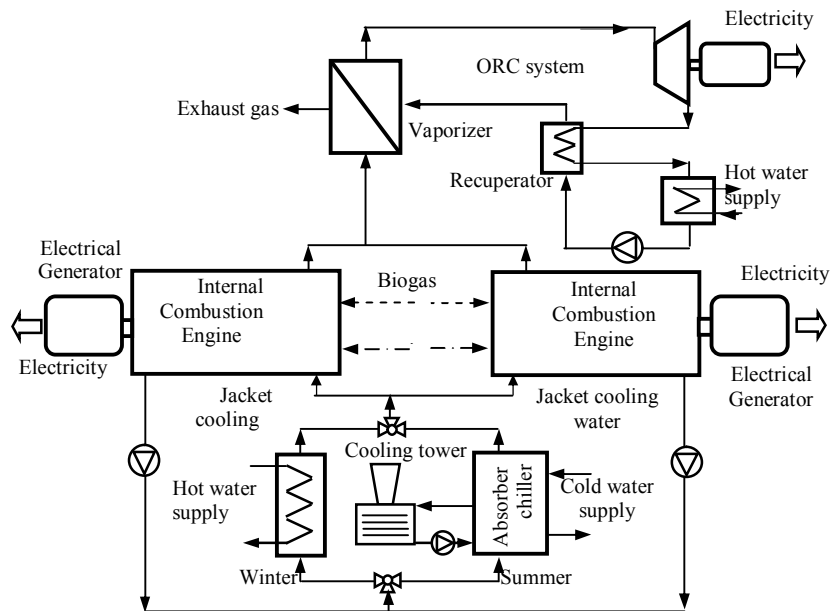 Electricity
ORC system
Exhaust gas
Vaporizer
Recuperator
Hot water
supply
Electrical
Generator
Internal
Combustion
Engine
Biogas
Internal
Combustion
Engine
Electricity
Electricity
Jacket
cooling
Jacket cooling
water
Electrical
Generator
Cooling tower
Hot water
supply
Absorber
chiller
Cold water
supply
Winter
Summer